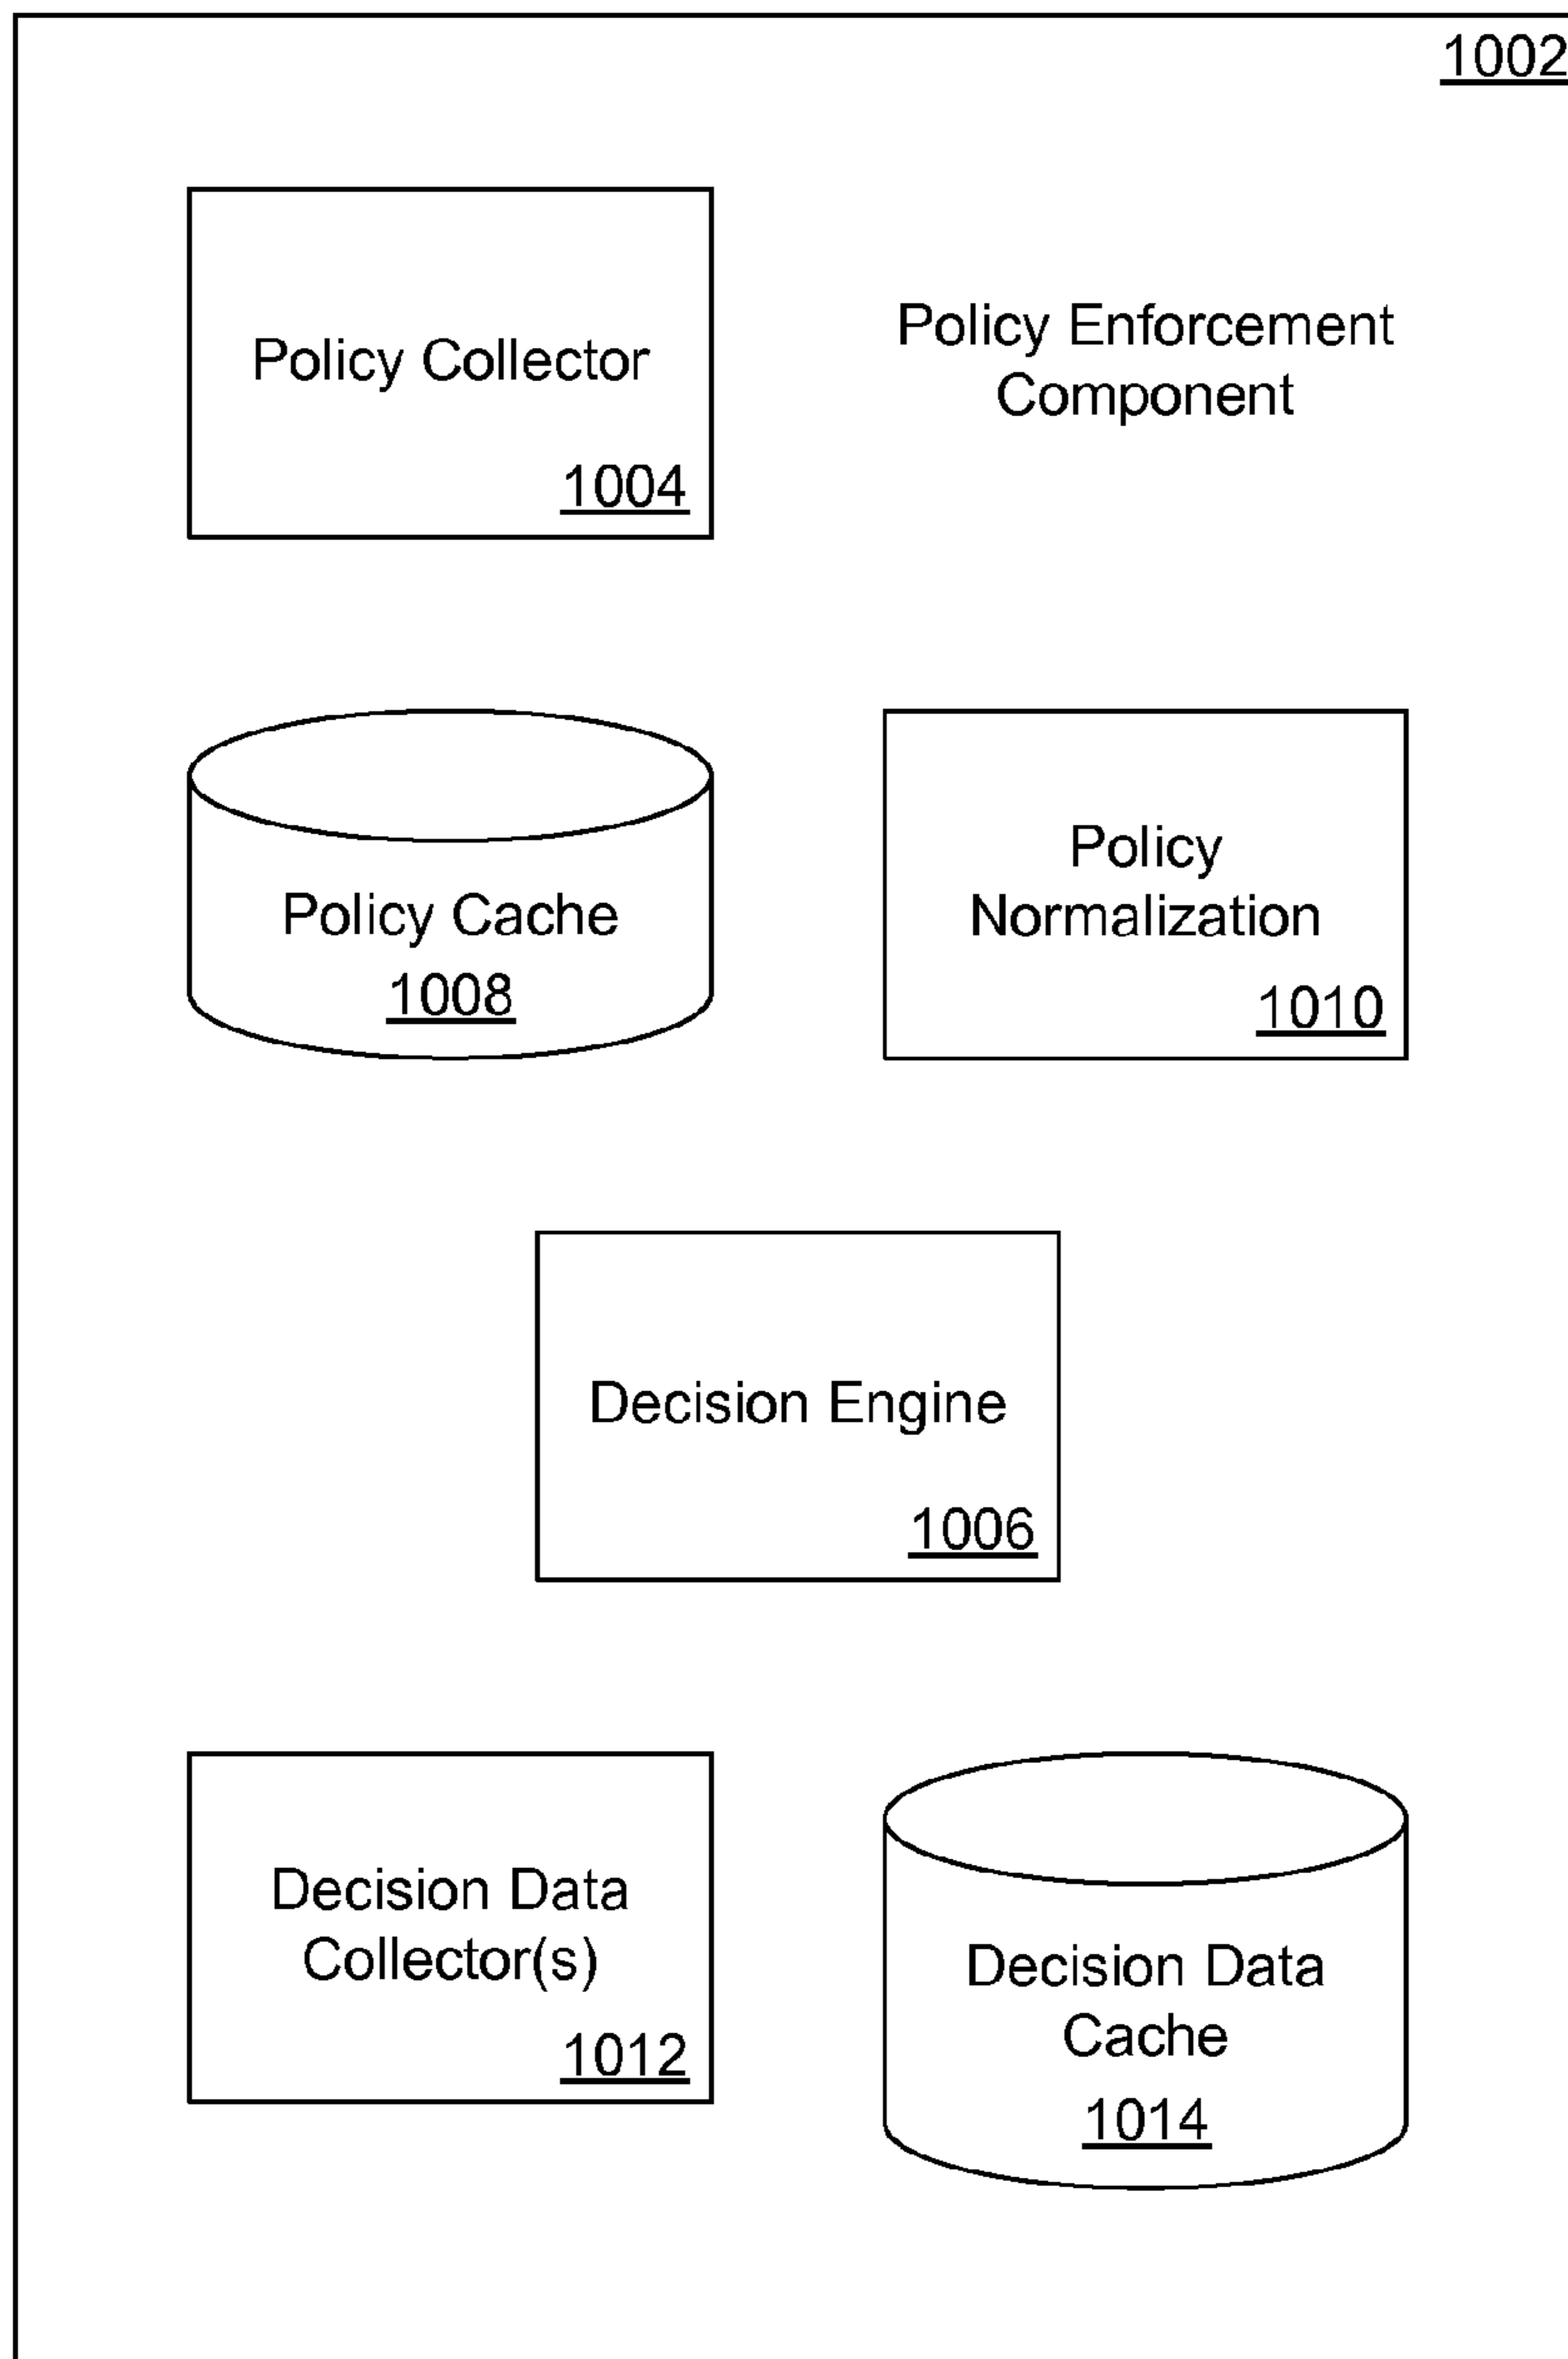 1002
Policy Collector
1004
Policy Enforcement
Component
Policy Cache
1008
Policy
Normalization
1010
Decision Engine
1006
Decision Data
Collector(s)
1012
Decision Data
Cache
1014